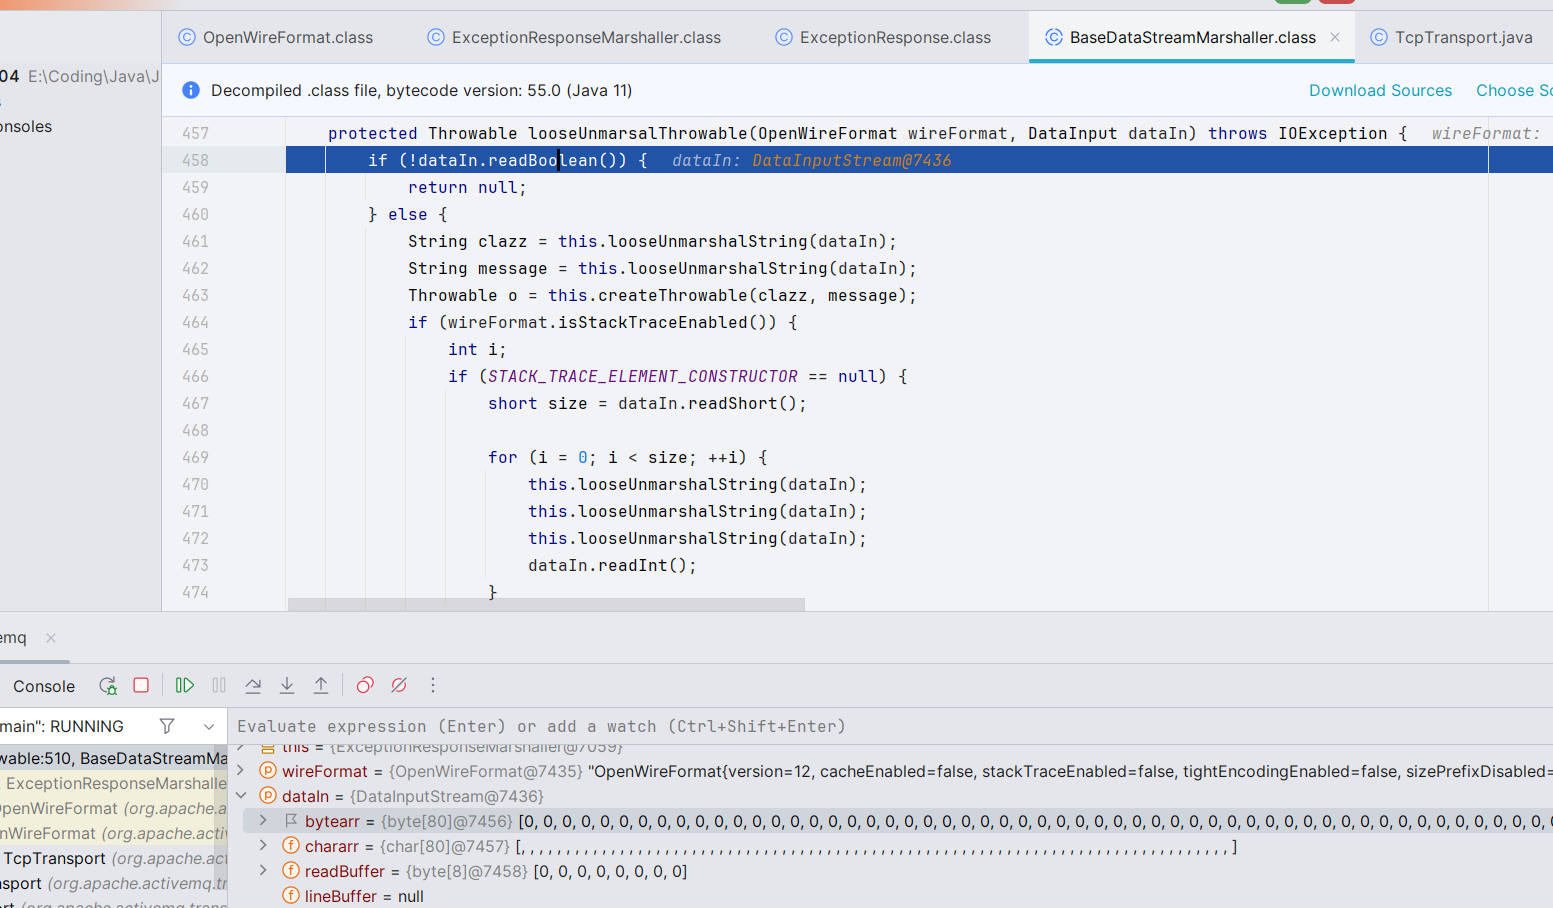 OpenWireFormat.class ExceptionResponseMarshaller.class ExceptionResponse.class BaseDataStreamMarshaller.class TcpTransport.java
04 E:\Coding\Java\J
Decompiled .class file, bytecode version: 55.0 (Java 11) Download Sources Choose So
onsoles
457 protected Throwable looseUnmarsalThrowable(OpenWireFormat wireFormat, DataInput dataIn) throws IOException { wireFormat:
458 if (!dataIn.readBoolean()) { dataIn: DataInputStream@7436
459 return null;
460 } else {
461 String clazz = this.looseUnmarshalString(dataIn);
462 String message = this.looseUnmarshalString(dataIn);
463 Throwable o = this.createThrowable(clazz, message);
464 if (wireFormat.isStackTraceEnabled()) {
465 int i;
466 if (STACK_TRACE_ELEMENT_CONSTRUCTOR == null) {
467 short size = dataIn.readShort();
468
469 for (i = 0; i < size; ++i) {
470 this.looseUnmarshalString(dataIn);
471 this.looseUnmarshalString(dataIn);
472 this.looseUnmarshalString(dataIn);
473 dataIn.readInt();
474 }
emq
Console
main": RUNNING
Evaluate expression (Enter) or add a watch (Ctrl+Shift+Enter)
wable:510, BaseDataStreamMa
ExceptionResponseMarshalle
OpenWireFormat (org.apache.a
nWireFormat (org.apache.activ
TcpTransport (org.apache.act
nsport (org.apache.activemq.tr
ort (org.apache.activemq.trans
this = {ExceptionResponseMarshaller@7059}
wireFormat = {OpenWireFormat@7435} "OpenWireFormat{version=12, cacheEnabled=false, stackTraceEnabled=false, tightEncodingEnabled=false, sizePrefixDisabled=
dataIn = {DataInputStream@7436}
bytearr = {byte[80]@7456} [0, 0, 0, 0, 0, 0, 0, 0, 0, 0, 0, 0, 0, 0, 0, 0, 0, 0, 0, 0, 0, 0, 0, 0, 0, 0, 0, 0, 0, 0, 0, 0, 0, 0, 0, 0, 0, 0, 0, 0, 0, 0, 0, 0, 0, 0, 0, 0, 0, 0, 0, 0, 0, 0, 0
chararr = {char[80]@7457} [, , , , , , , , , , , , , , , , , , , , , , , , , , , , , , , , , , , , , , , , , , , , , , , , , , , , , , , , , , , , , , , , , , , , , , , , , , , , , , , ]
readBuffer = {byte[8]@7458} [0, 0, 0, 0, 0, 0, 0, 0]
lineBuffer = null